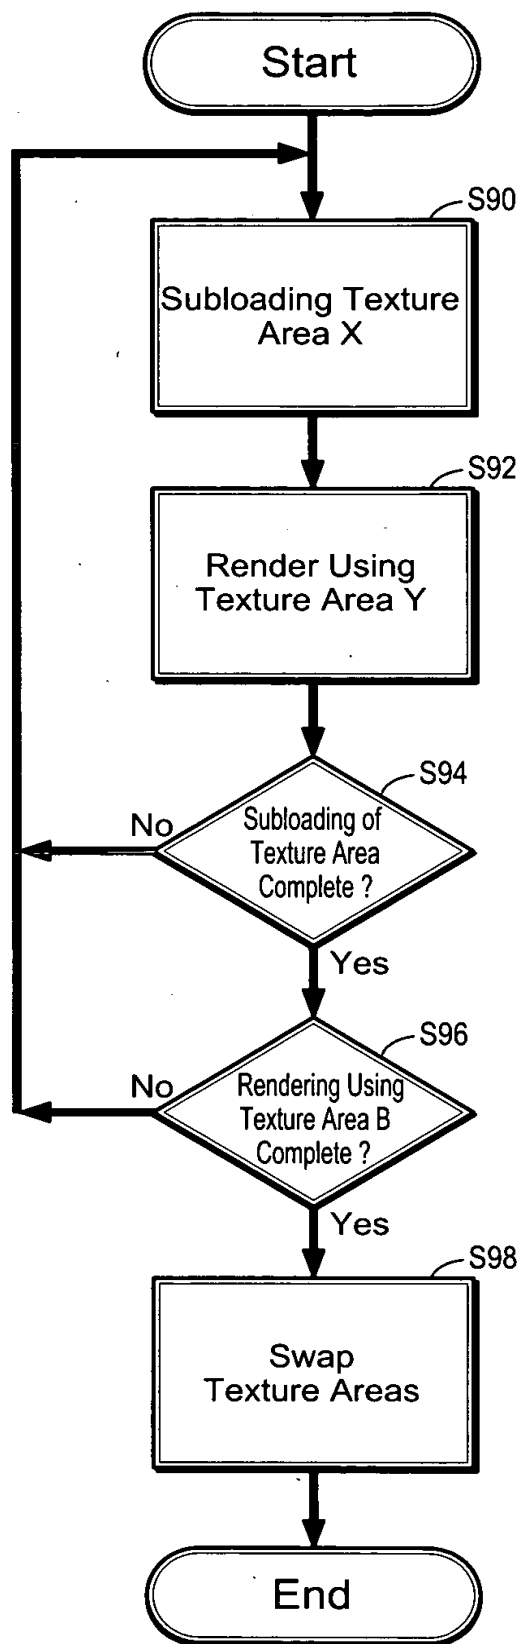 Start
S90
Subloading Texture
Area X
S92
Render Using
Texture Area Y
S94
No
Subloading of
Texture Area
Complete ?
Yes
S96
No
Rendering Using
Texture Area B
Complete ?
Yes
S98
Swap
Texture Areas
End